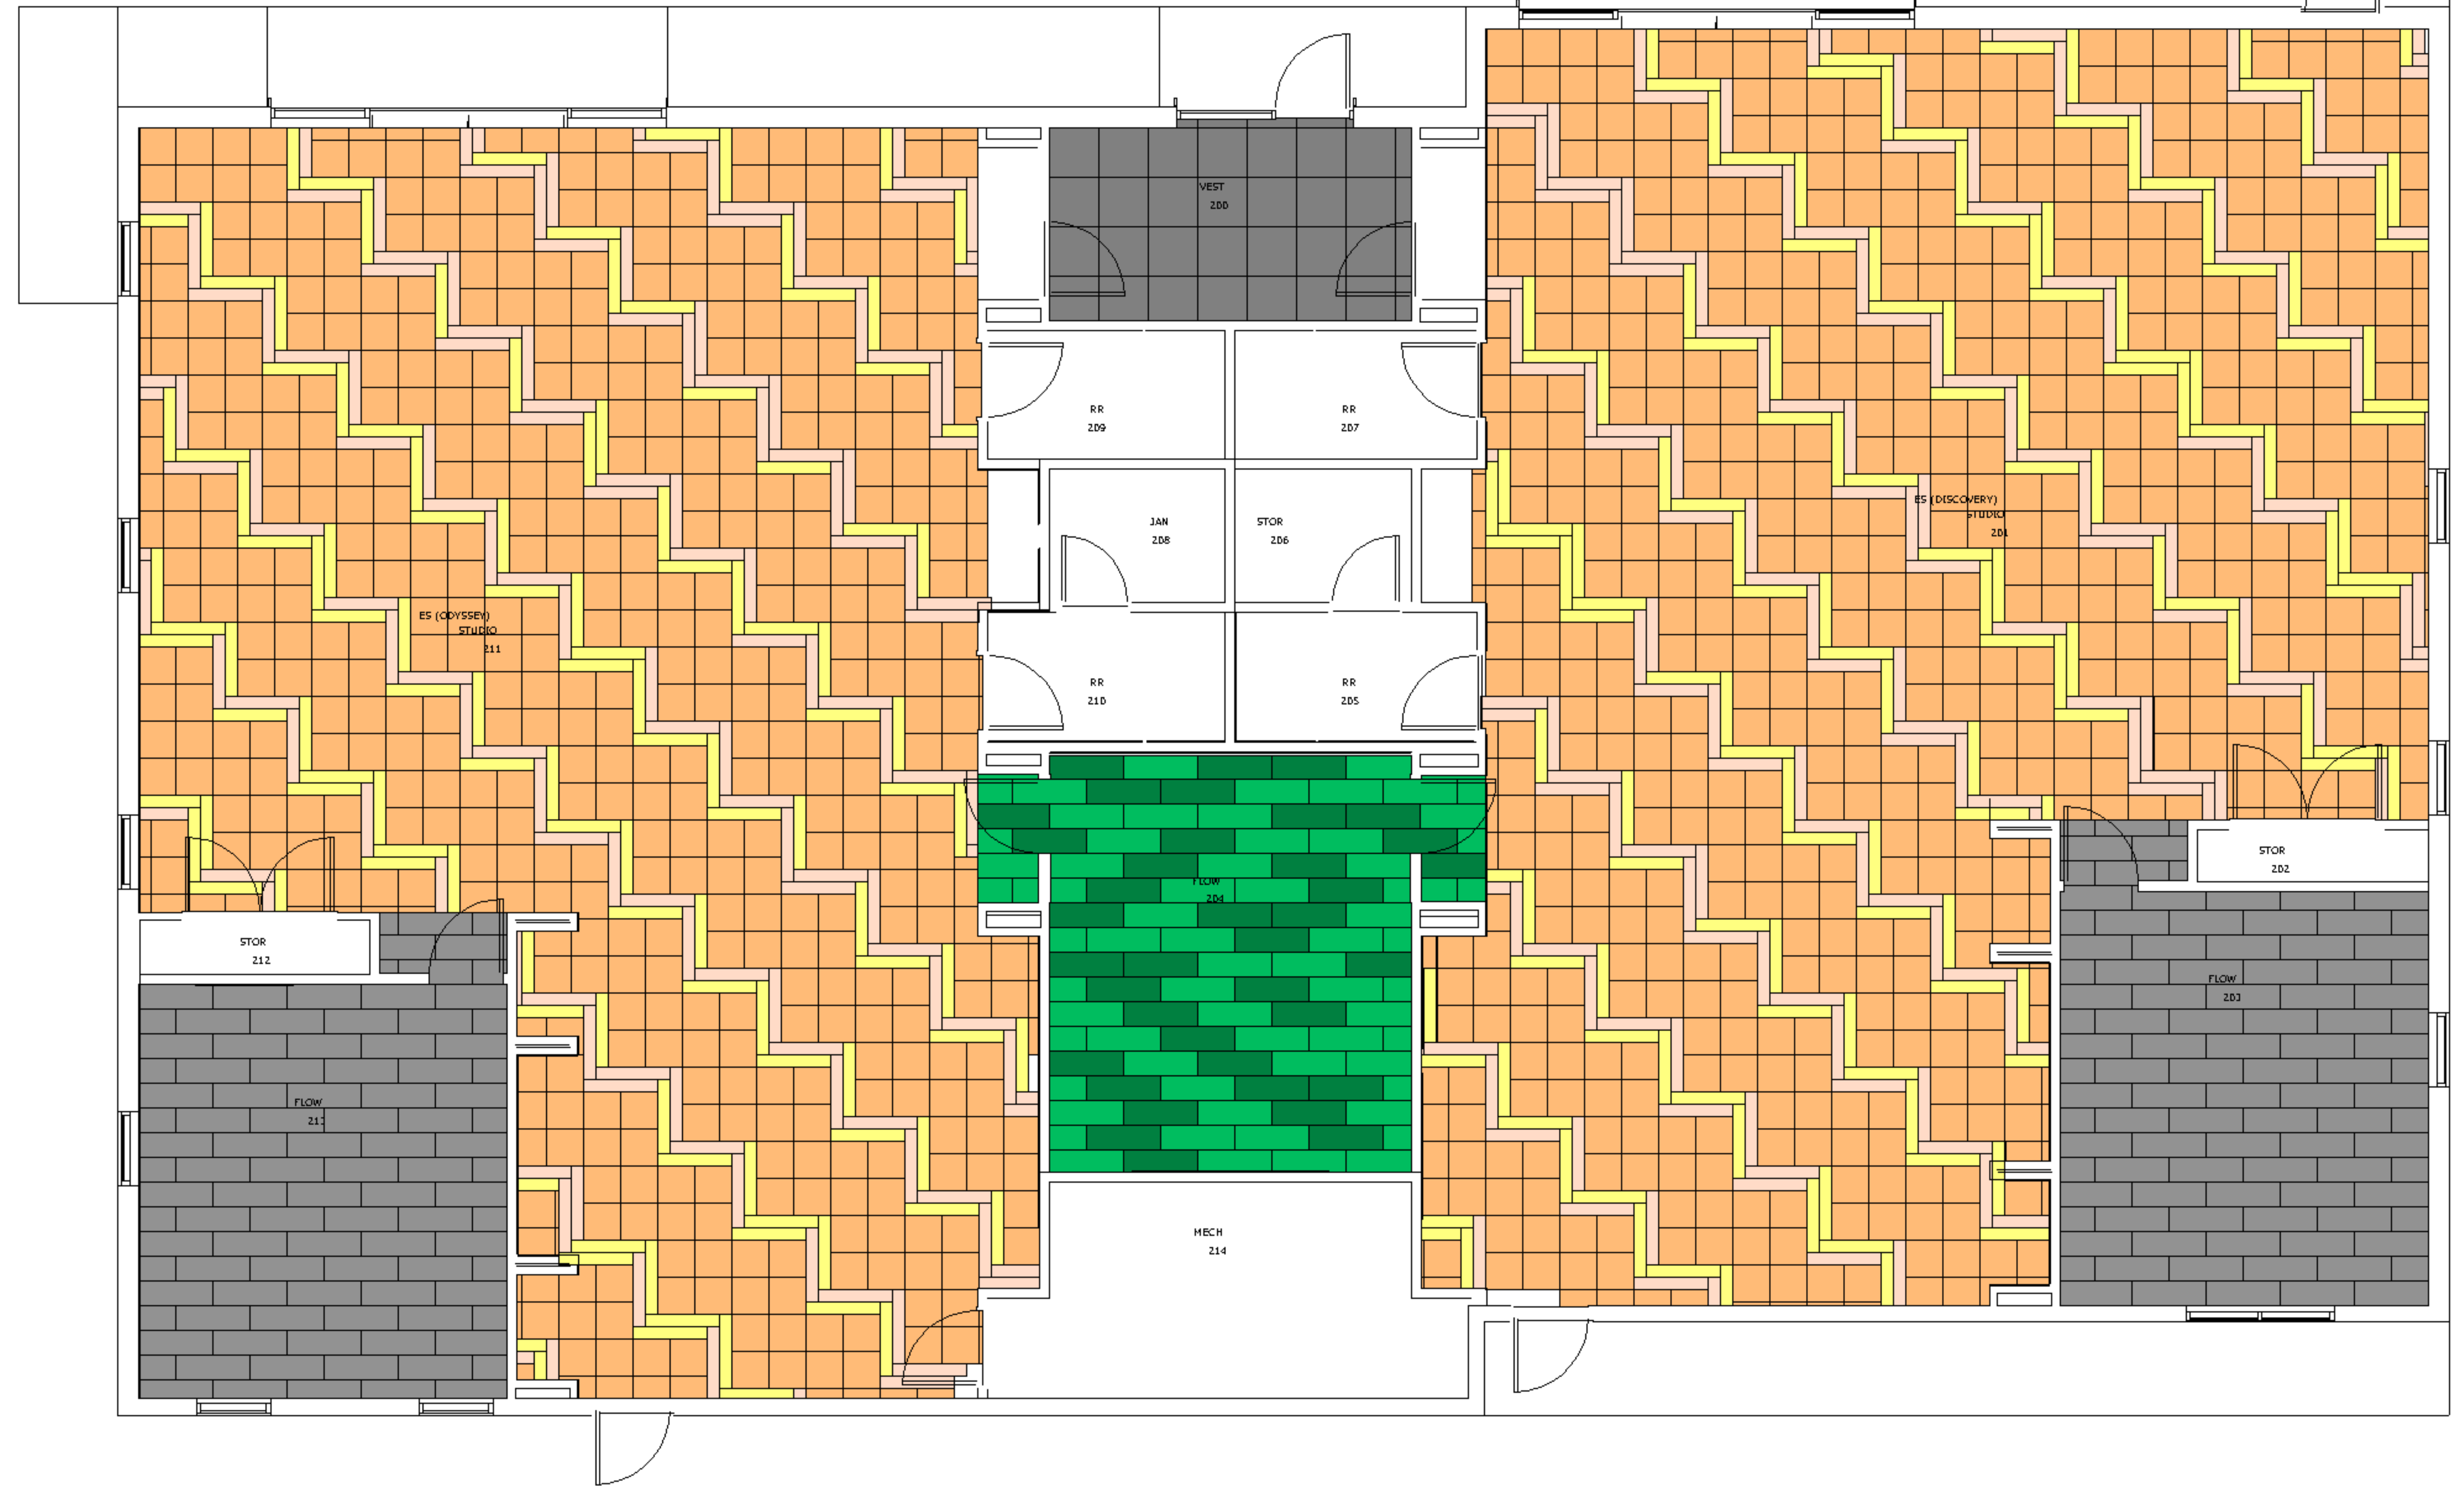 VEST
200
RR
209
RR
207
JAN
208
STOR
206
ES (DISCOVERY)
STUDIO
201
ES (ODYSSEY)
STUDIO
211
RR
210
RR
205
FLOW
204
STOR
202
STOR
212
FLOW
203
FLOW
213
MECH
214